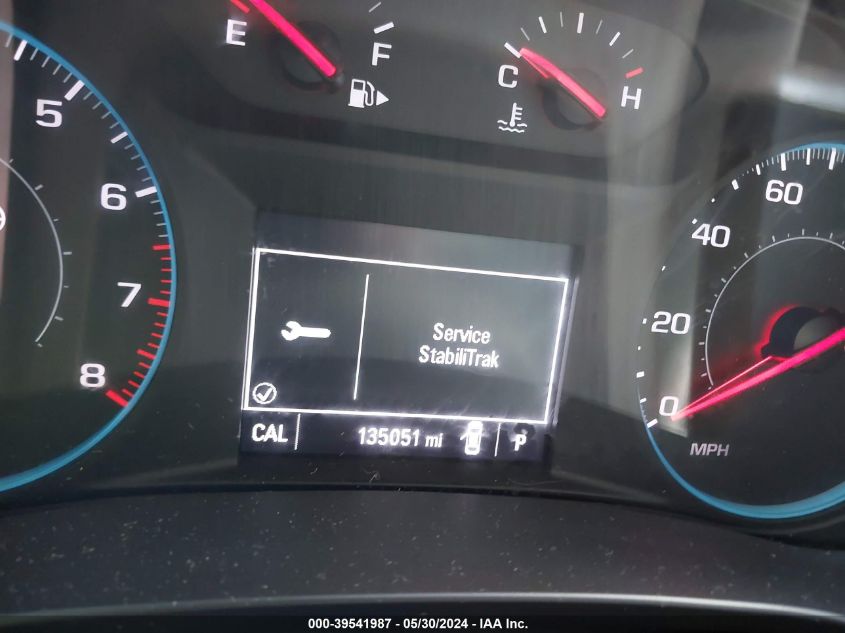 E
F
C
H
5
6
7
8
Service
StabiliTrak
CAL 135051 mi P
60
40
20
0
MPH
000-39541987 - 05/30/2024 - IAA Inc.